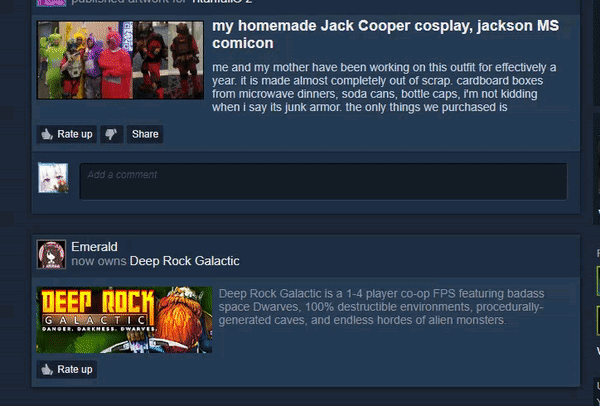 published artwork for Titanfall® 2
my homemade Jack Cooper cosplay, jackson MS
comicon
me and my mother have been working on this outfit for effectively a
year. it is made almost completely out of scrap. cardboard boxes
from microwave dinners, soda cans, bottle caps, i'm not kidding
when i say its junk armor. the only things we purchased is
Rate up
Share
Add a comment
Emerald
now owns Deep Rock Galactic
DEEP ROCK
GALACTIC
DANGER. DARKNESS. DWARVES.
Deep Rock Galactic is a 1-4 player co-op FPS featuring badass
space Dwarves, 100% destructible environments, procedurally-
generated caves, and endless hordes of alien monsters.
Rate up